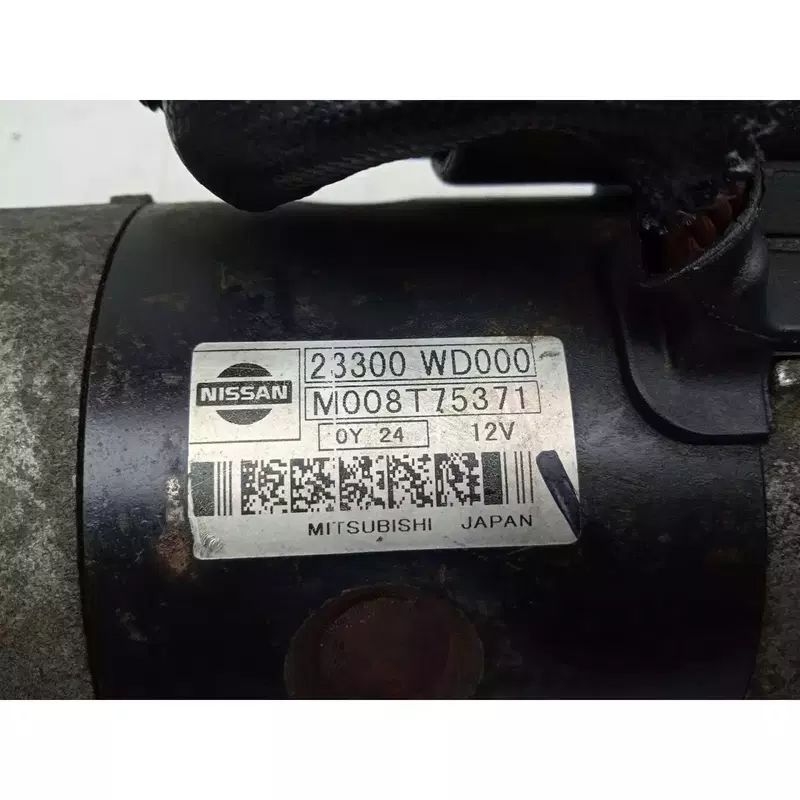 NISSAN
23300 WD000
M008T75371
0Y 24 12V
MITSUBISHI JAPAN